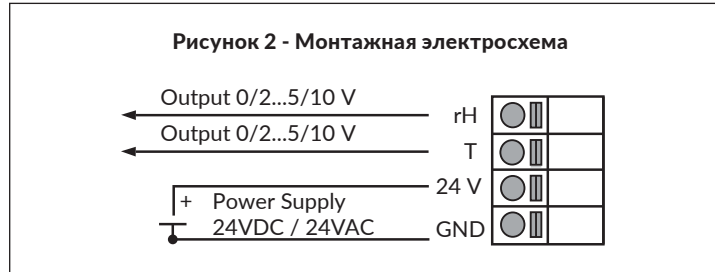 Рисунок 2 - Монтажная электросхема
Output 0/2...5/10 V
rH
Output 0/2...5/10 V
T
24 V
+ Power Supply
24VDC / 24VAC
GND